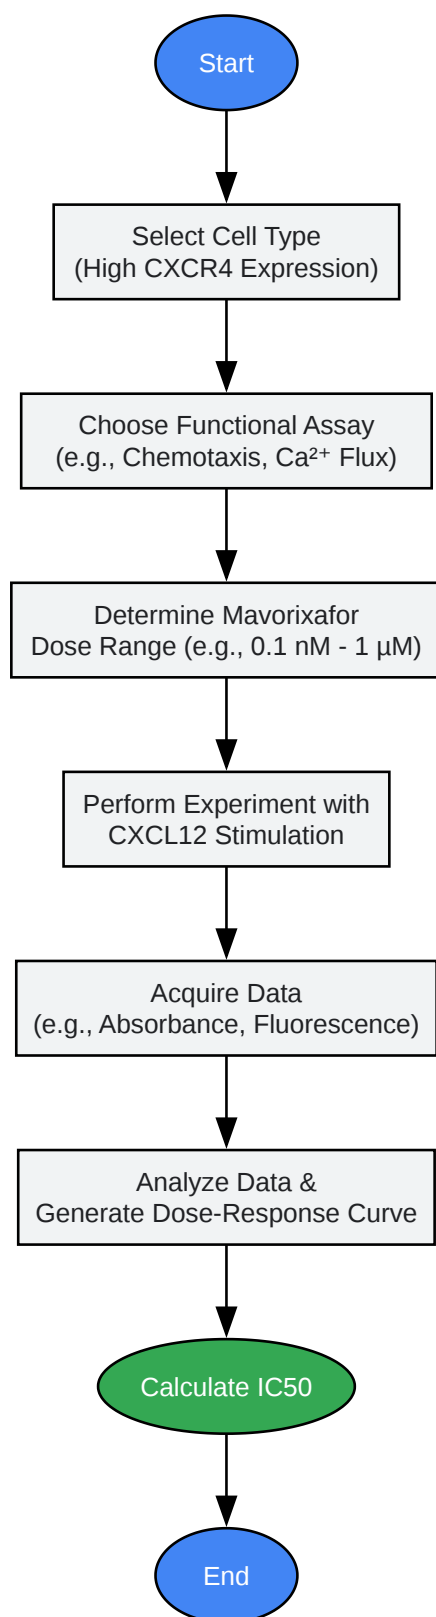 Start
Select Cell Type
(High CXCR4 Expression)
Choose Functional Assay
(e.g., Chemotaxis, Ca²⁺ Flux)
Determine Mavorixafor
Dose Range (e.g., 0.1 nM - 1 µM)
Perform Experiment with
CXCL12 Stimulation
Acquire Data
(e.g., Absorbance, Fluorescence)
Analyze Data &
Generate Dose-Response Curve
Calculate IC50
End